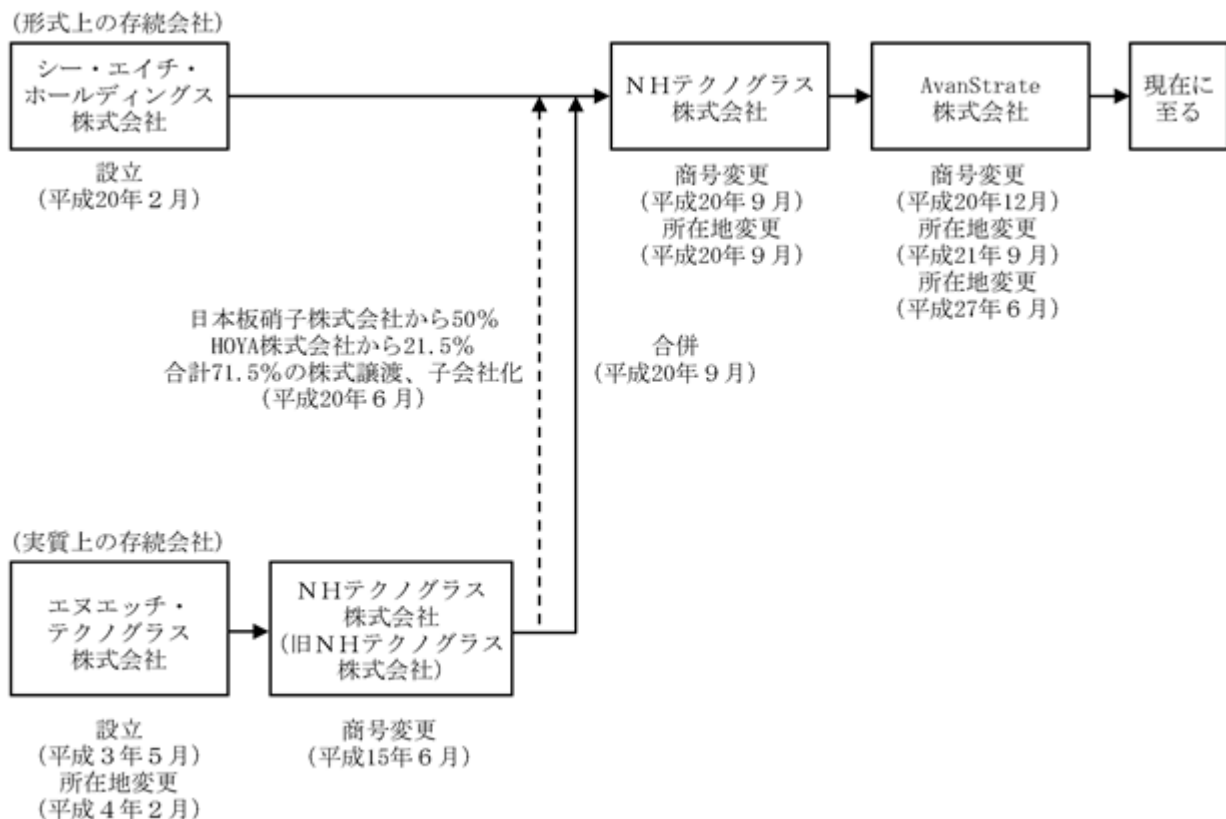 (形式上の存続会社)
シー・エイチ・
ホールディングス
株式会社
設立
(平成20年２月)
ＮＨテクノグラス
株式会社
商号変更
(平成20年９月)
所在地変更
(平成20年９月)
AvanStrate
株式会社
商号変更
(平成20年12月)
所在地変更
(平成21年９月)
所在地変更
(平成27年６月)
現在に
至る
日本板硝子株式会社から50％
HOYA株式会社から21.5％
合計71.5％の株式譲渡、子会社化
(平成20年６月)
合併
(平成20年９月)
(実質上の存続会社)
エヌエッチ・
テクノグラス
株式会社
設立
(平成３年５月)
所在地変更
(平成４年２月)
ＮＨテクノグラス
株式会社
(旧ＮＨテクノグラス
株式会社)
商号変更
(平成15年６月)